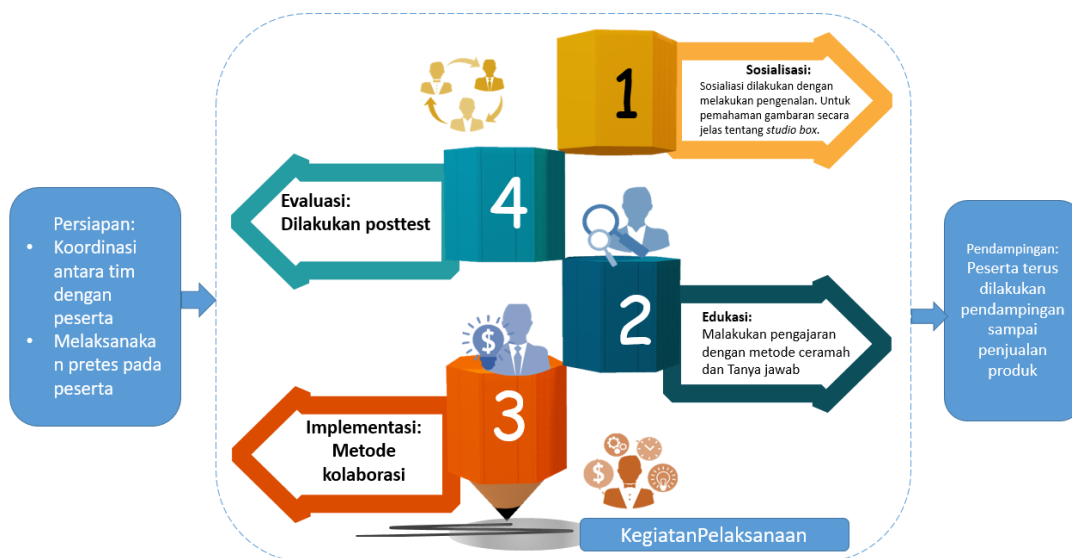 Persiapan:
• Koordinasi
antara tim
dengan
peserta
• Melaksanaka
n pretes pada
peserta
1
Sosialisasi:
Sosialiasi dilakukan dengan
melakukan pengenalan. Untuk
pemahaman gambaran secara
jelas tentang studio box.
2
Edukasi:
Malakukan pengajaran
dengan metode ceramah
dan Tanya jawab
3
Implementasi:
Metode
kolaborasi
4
Evaluasi:
Dilakukan posttest
KegiatanPelaksanaan
Pendampingan:
Peserta terus
dilakukan
pendampingan
sampai
penjualan
produk
$
$